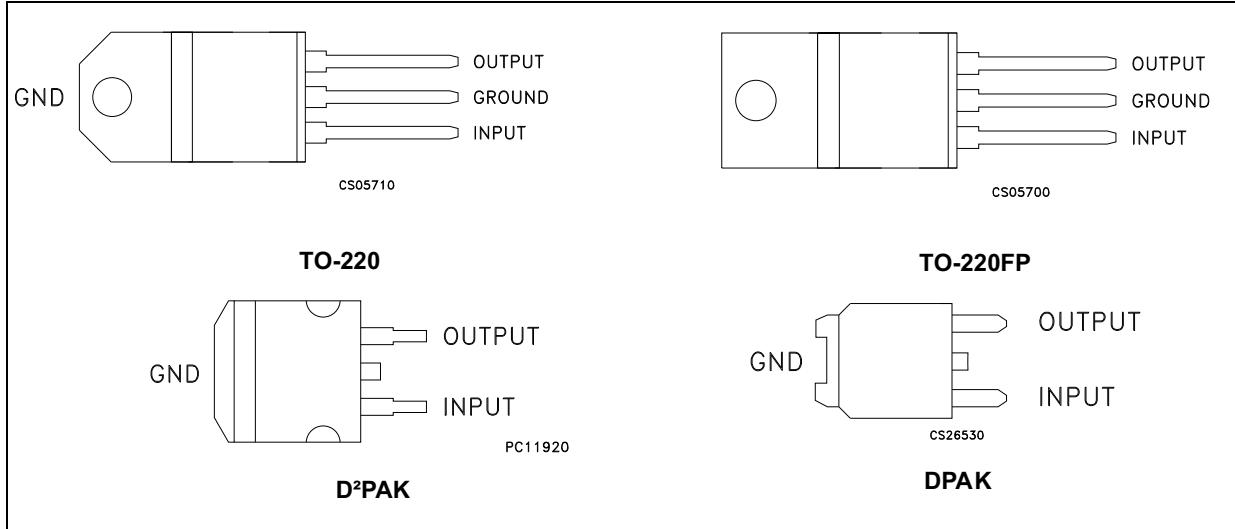 OUTPUT
GND
GROUND
INPUT
CS05710
TO-220
OUTPUT
GROUND
INPUT
CS05700
TO-220FP
OUTPUT
GND
INPUT
PC11920
D²PAK
OUTPUT
GND
INPUT
CS26530
DPAK